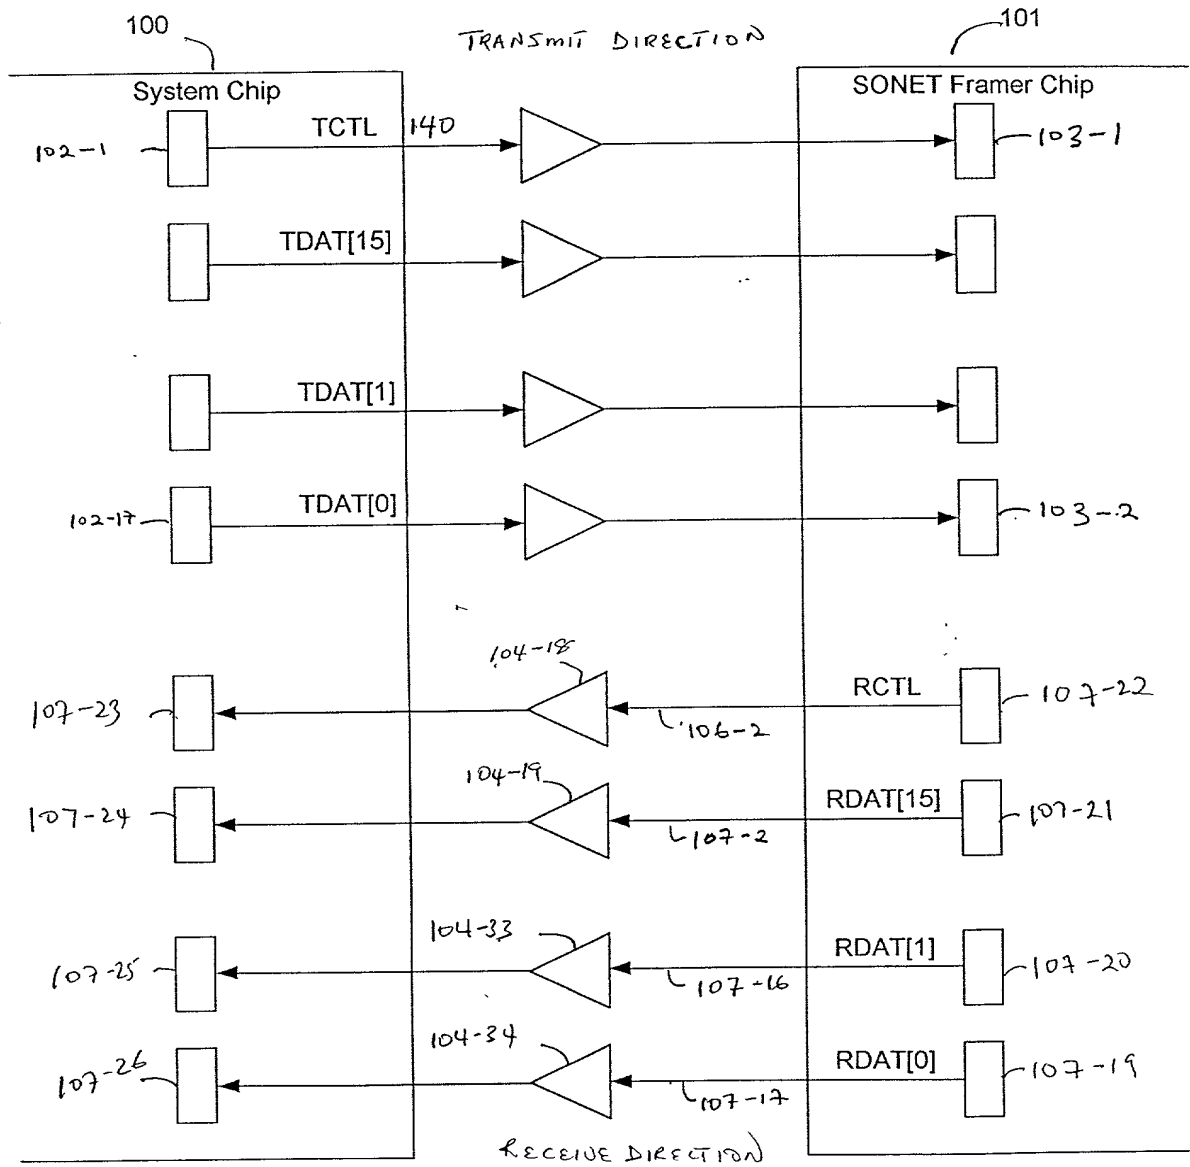 100
TRANSMIT DIRECTION
101
System Chip
SONET Framer Chip
TCTL
140
102-1
103-1
TDAT[15]
TDAT[1]
TDAT[0]
102-17
103-2
104-18
RCTL
107-23
106-2
107-22
104-19
RDAT[15]
107-24
107-2
107-21
104-33
RDAT[1]
107-25
107-16
107-20
104-34
RDAT[0]
107-26
107-17
107-19
RECEIVE DIRECTION